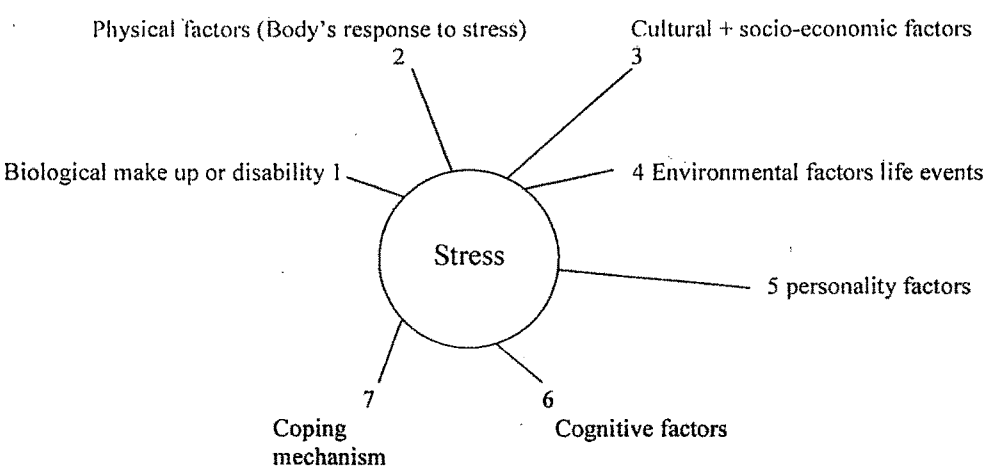 Physical factors (Body's response to stress)
2
Cultural + socio-economic factors
3
Biological make up or disability 1
4 Environmental factors life events
Stress
5 personality factors
7
Coping
mechanism
6
Cognitive factors